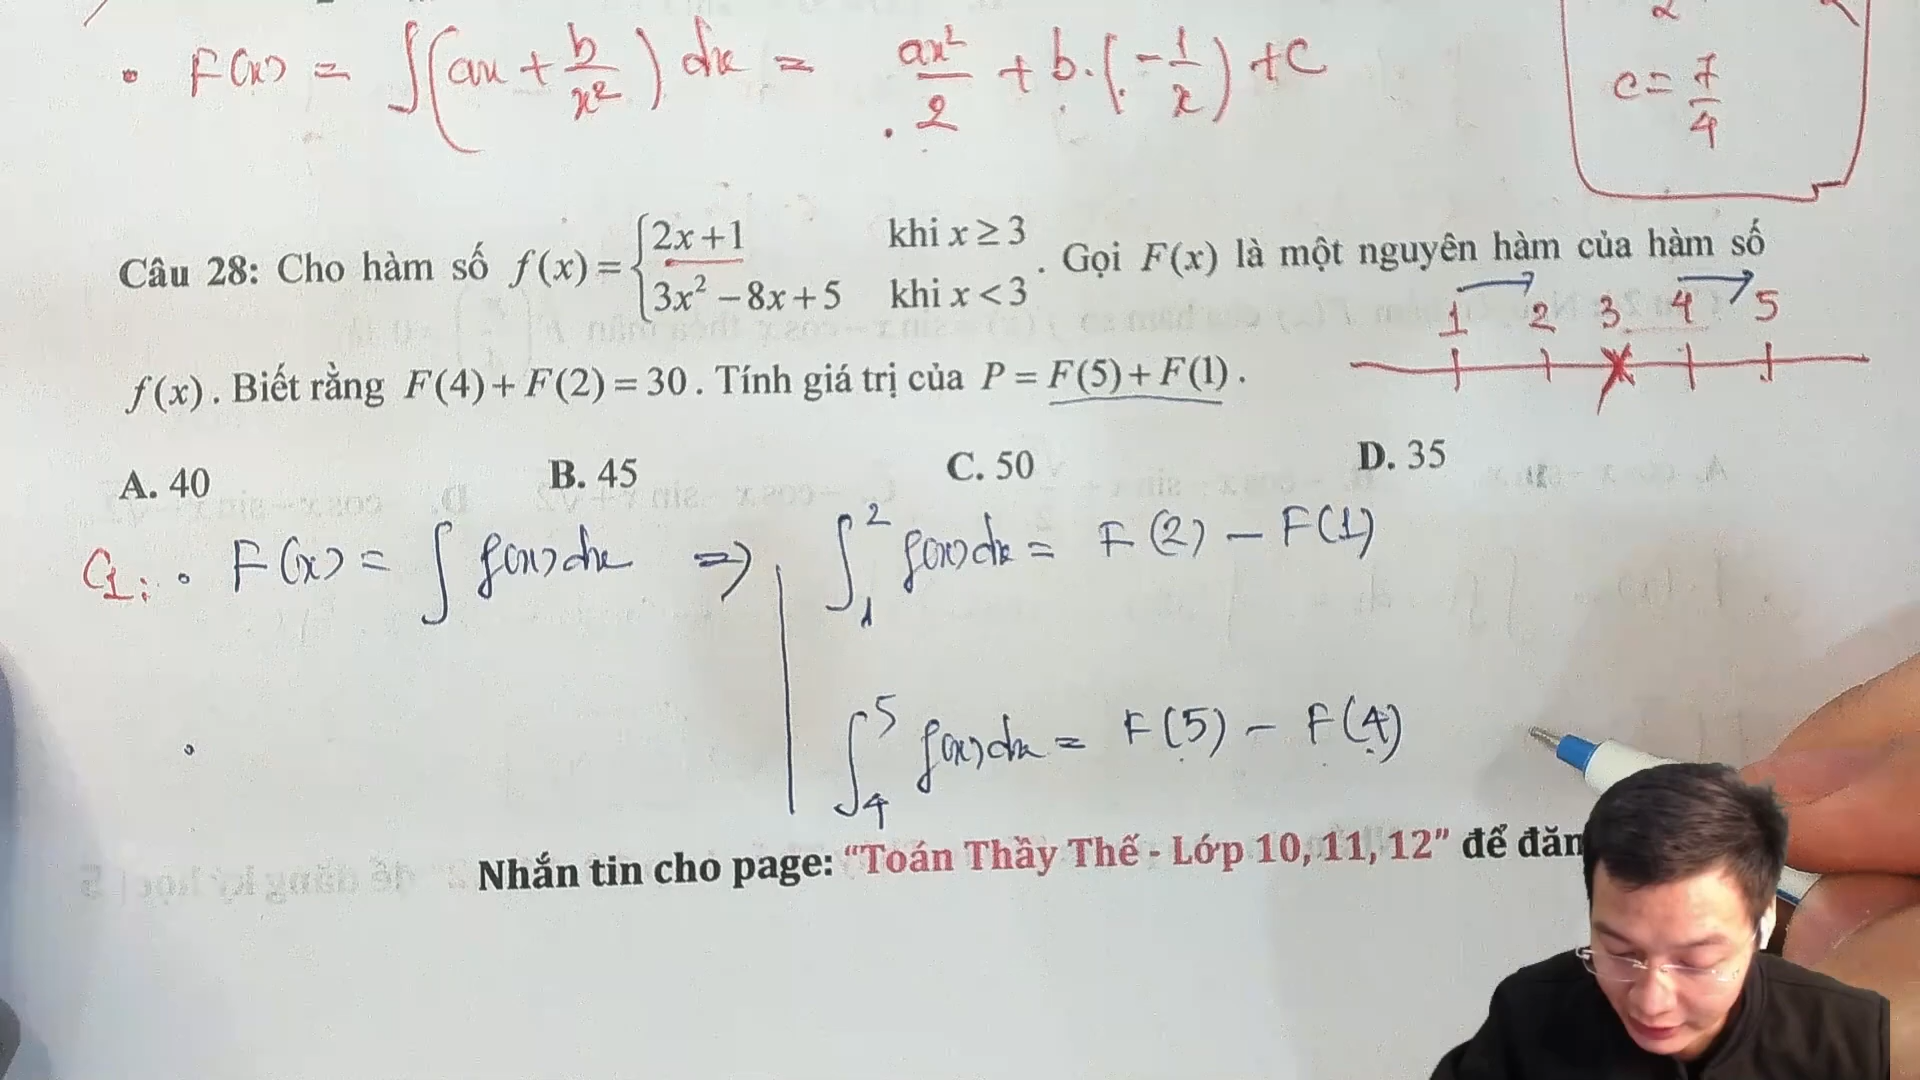 • F(x) = ∫(ax + b/x²) dx = ax²/2 + b.(-1/x) + C
c = 7/4
Câu 28: Cho hàm số f(x) = { 2x+1 khi x ≥ 3
3x² − 8x + 5 khi x < 3 . Gọi F(x) là một nguyên hàm của hàm số
1 2 3 4 5
f(x). Biết rằng F(4) + F(2) = 30. Tính giá trị của P = F(5) + F(1).
A. 40 B. 45 C. 50 D. 35
C1: • F(x) = ∫ f(x)dx ⇒ ∫₁² f(x)dx = F(2) − F(1)
∫₄⁵ f(x)dx = F(5) − F(4)
Nhắn tin cho page: “Toán Thầy Thế - Lớp 10, 11, 12” để đăn